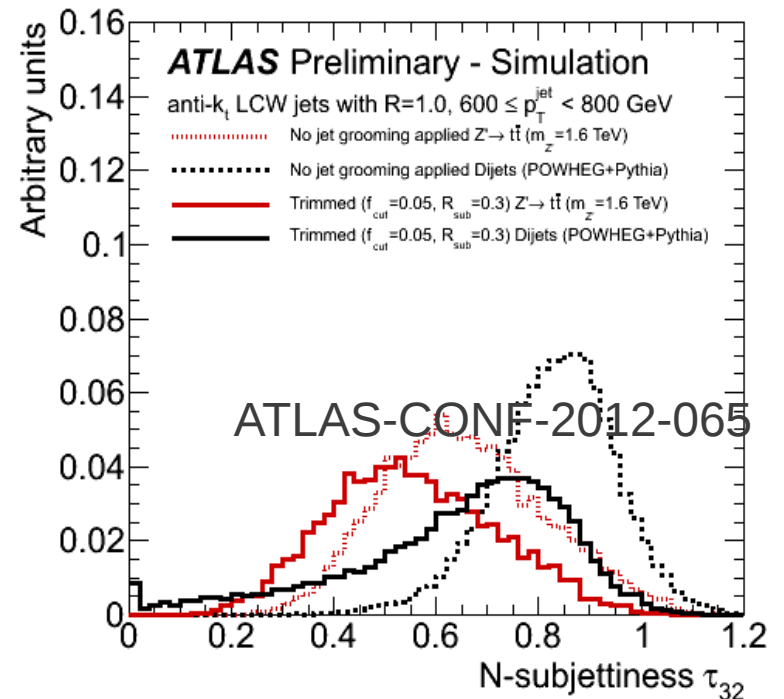 0.16
0.14
0.12
0.1
0.08
0.06
0.04
0.02
0
Arbitrary units
ATLAS Preliminary - Simulation
anti-k_t LCW jets with R=1.0, 600 ≤ p_T^jet < 800 GeV
No jet grooming applied Z'→ tt̄ (m_Z'=1.6 TeV)
No jet grooming applied Dijets (POWHEG+Pythia)
Trimmed (f_cut=0.05, R_sub=0.3) Z'→ tt̄ (m_Z'=1.6 TeV)
Trimmed (f_cut=0.05, R_sub=0.3) Dijets (POWHEG+Pythia)
ATLAS-CONF-2012-065
0 0.2 0.4 0.6 0.8 1 1.2
N-subjettiness τ_32